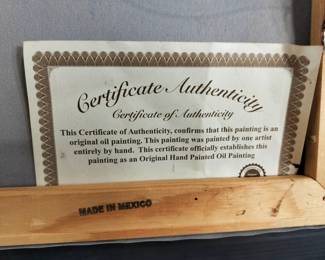 Certificate Authenticity
Certificate of Authenticity
This Certificate of Authenticity, confirms that this painting is an
original oil painting. This painting was painted by one artist
entirely by hand. This certificate officially establishes this
painting as an Original Hand Painted Oil Painting
MADE IN MEXICO